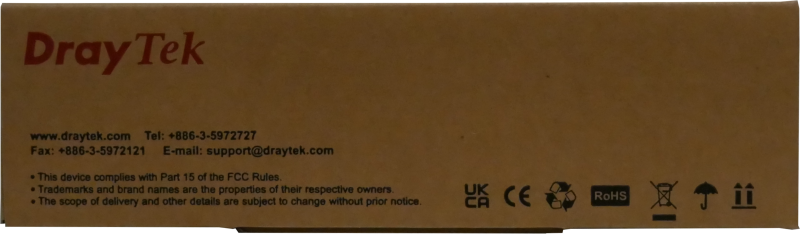 DrayTek
www.draytek.com Tel: +886-3-5972727
Fax: +886-3-5972121 E-mail: support@draytek.com
• This device complies with Part 15 of the FCC Rules.
• Trademarks and brand names are the properties of their respective owners.
• The scope of delivery and other details are subject to change without prior notice.
UK
CA CE RoHS